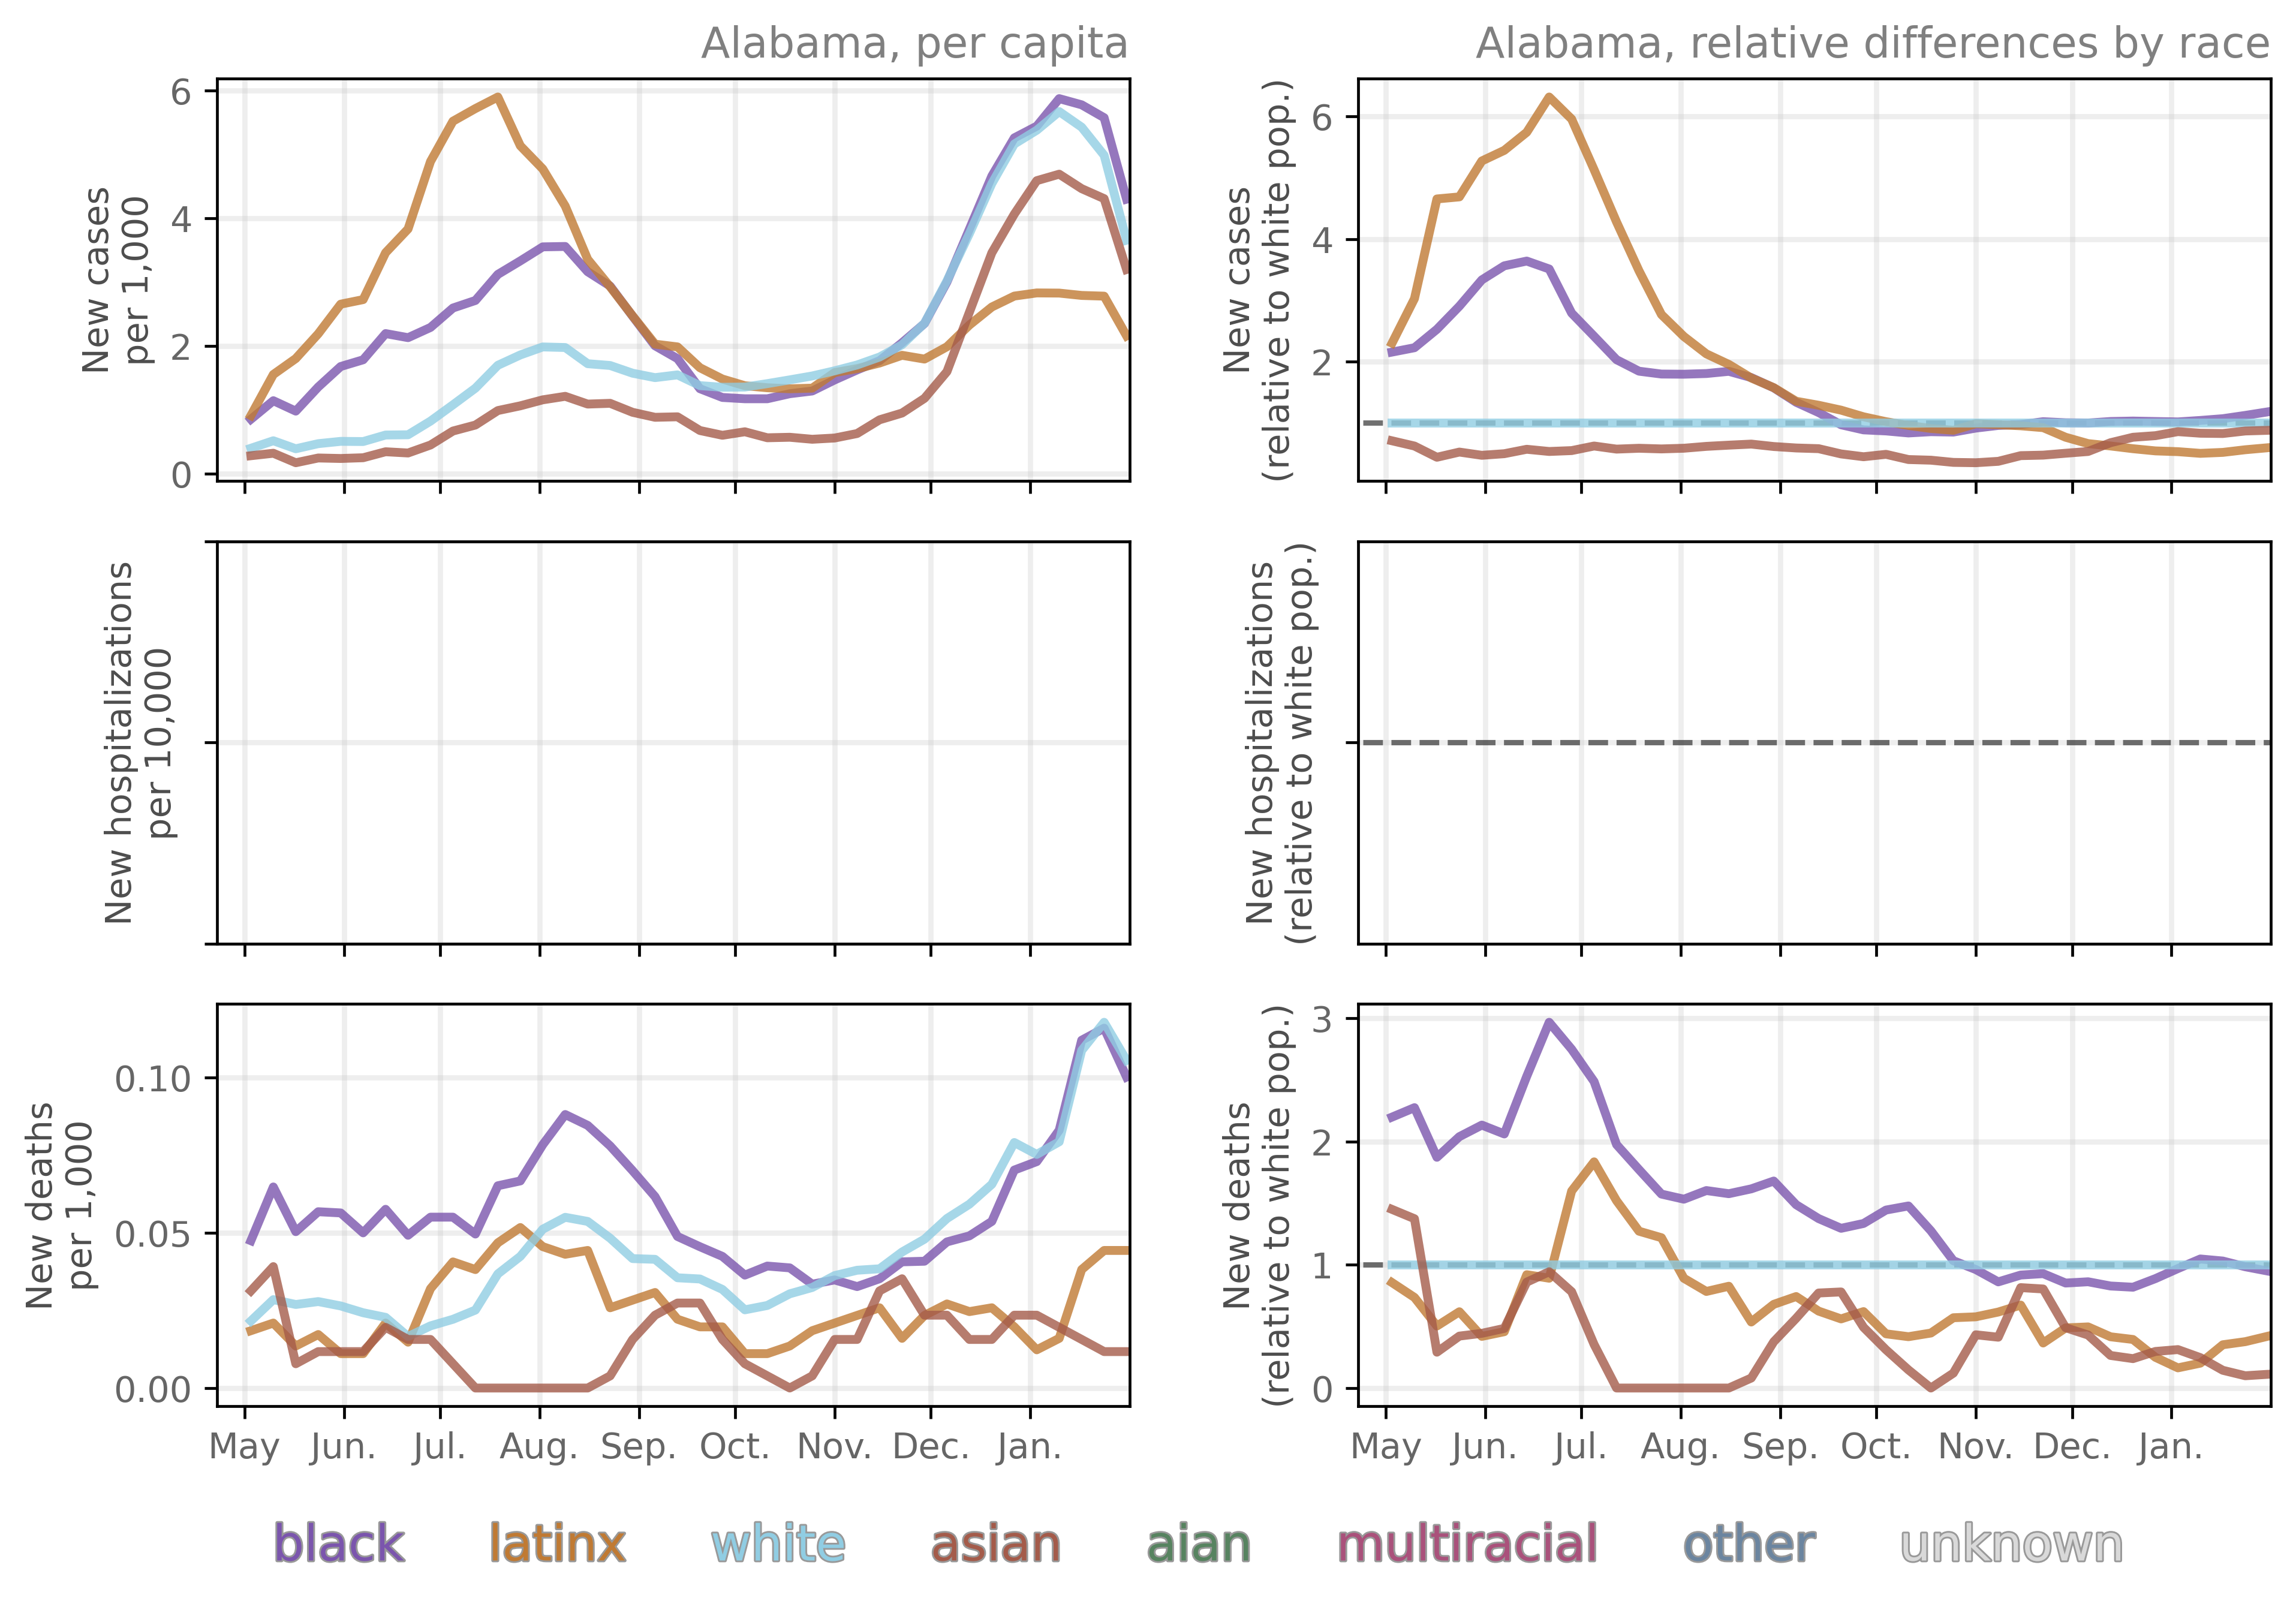 Alabama, per capita
Alabama, relative differences by race
New cases
per 1,000
6
4
2
0
New cases
(relative to white pop.)
6
4
2
New hospitalizations
per 10,000
New hospitalizations
(relative to white pop.)
New deaths
per 1,000
0.10
0.05
0.00
May Jun. Jul. Aug. Sep. Oct. Nov. Dec. Jan.
New deaths
(relative to white pop.)
3
2
1
0
May Jun. Jul. Aug. Sep. Oct. Nov. Dec. Jan.
black latinx white asian aian multiracial other unknown